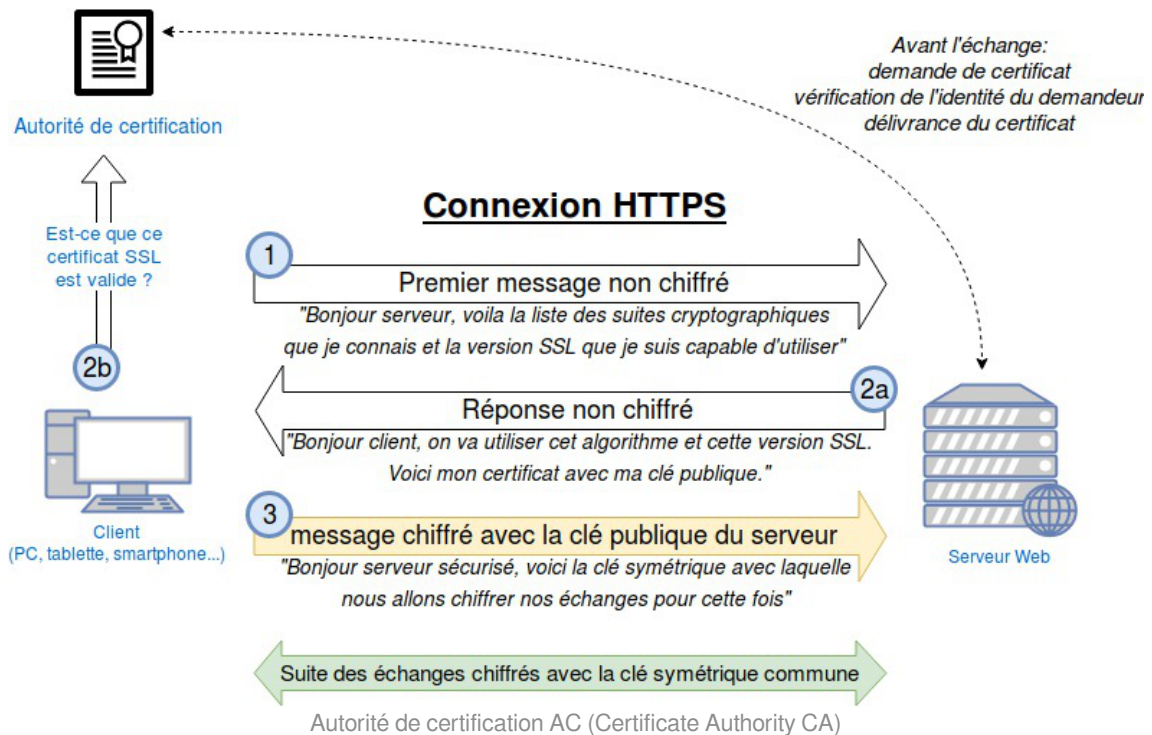 Autorité de certification
Avant l'échange:
demande de certificat
vérification de l'identité du demandeur
délivrance du certificat
Connexion HTTPS
Est-ce que ce
certificat SSL
est valide ?
1
Premier message non chiffré
"Bonjour serveur, voila la liste des suites cryptographiques
que je connais et la version SSL que je suis capable d'utiliser"
2b
2a
Réponse non chiffré
"Bonjour client, on va utiliser cet algorithme et cette version SSL.
Voici mon certificat avec ma clé publique."
Client
(PC, tablette, smartphone...)
3
message chiffré avec la clé publique du serveur
"Bonjour serveur sécurisé, voici la clé symétrique avec laquelle
nous allons chiffrer nos échanges pour cette fois"
Serveur Web
Suite des échanges chiffrés avec la clé symétrique commune
Autorité de certification AC (Certificate Authority CA)